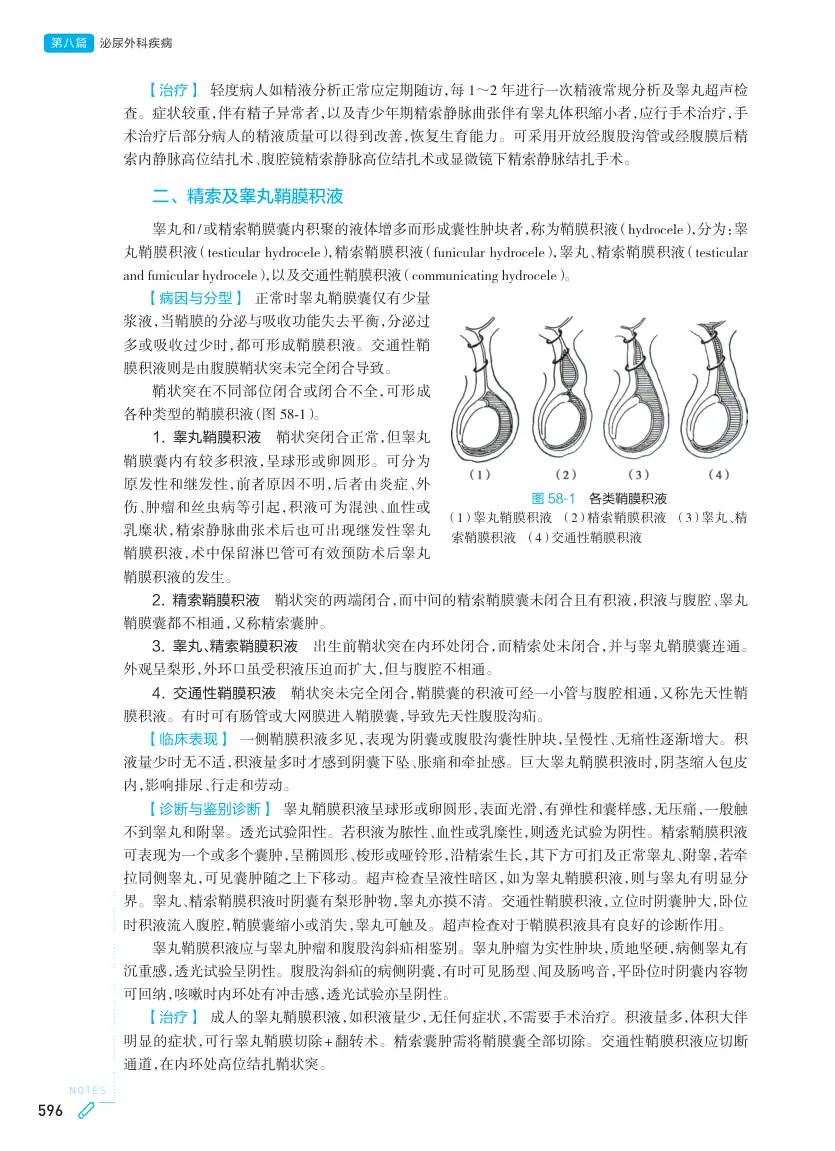 第八篇 泌尿外科疾病
【治疗】 轻度病人如精液分析正常应定期随访,每 1～2 年进行一次精液常规分析及睾丸超声检
查。症状较重,伴有精子异常者,以及青少年期精索静脉曲张伴有睾丸体积缩小者,应行手术治疗,手
术治疗后部分病人的精液质量可以得到改善,恢复生育能力。可采用开放经腹股沟管或经腹膜后精
索内静脉高位结扎术、腹腔镜精索静脉高位结扎术或显微镜下精索静脉结扎手术。
二、精索及睾丸鞘膜积液
睾丸和/或精索鞘膜囊内积聚的液体增多而形成囊性肿块者,称为鞘膜积液(hydrocele),分为:睾
丸鞘膜积液(testicular hydrocele),精索鞘膜积液(funicular hydrocele),睾丸、精索鞘膜积液(testicular
and funicular hydrocele),以及交通性鞘膜积液(communicating hydrocele)。
【病因与分型】 正常时睾丸鞘膜囊仅有少量
浆液,当鞘膜的分泌与吸收功能失去平衡,分泌过
多或吸收过少时,都可形成鞘膜积液。交通性鞘
膜积液则是由腹膜鞘状突未完全闭合导致。
鞘状突在不同部位闭合或闭合不全,可形成
各种类型的鞘膜积液(图 58-1)。
1. 睾丸鞘膜积液 鞘状突闭合正常,但睾丸
鞘膜囊内有较多积液,呈球形或卵圆形。可分为
原发性和继发性,前者原因不明,后者由炎症、外
伤、肿瘤和丝虫病等引起,积液可为混浊、血性或
乳糜状,精索静脉曲张术后也可出现继发性睾丸
鞘膜积液,术中保留淋巴管可有效预防术后睾丸
鞘膜积液的发生。
(1) (2) (3) (4)
图 58-1 各类鞘膜积液
(1)睾丸鞘膜积液 (2)精索鞘膜积液 (3)睾丸、精
索鞘膜积液 (4)交通性鞘膜积液
2. 精索鞘膜积液 鞘状突的两端闭合,而中间的精索鞘膜囊未闭合且有积液,积液与腹腔、睾丸
鞘膜囊都不相通,又称精索囊肿。
3. 睾丸、精索鞘膜积液 出生前鞘状突在内环处闭合,而精索处未闭合,并与睾丸鞘膜囊连通。
外观呈梨形,外环口虽受积液压迫而扩大,但与腹腔不相通。
4. 交通性鞘膜积液 鞘状突未完全闭合,鞘膜囊的积液可经一小管与腹腔相通,又称先天性鞘
膜积液。有时可有肠管或大网膜进入鞘膜囊,导致先天性腹股沟疝。
【临床表现】 一侧鞘膜积液多见,表现为阴囊或腹股沟囊性肿块,呈慢性、无痛性逐渐增大。积
液量少时无不适,积液量多时才感到阴囊下坠、胀痛和牵扯感。巨大睾丸鞘膜积液时,阴茎缩入包皮
内,影响排尿、行走和劳动。
【诊断与鉴别诊断】 睾丸鞘膜积液呈球形或卵圆形,表面光滑,有弹性和囊样感,无压痛,一般触
不到睾丸和附睾。透光试验阳性。若积液为脓性、血性或乳糜性,则透光试验为阴性。精索鞘膜积液
可表现为一个或多个囊肿,呈椭圆形、梭形或哑铃形,沿精索生长,其下方可扪及正常睾丸、附睾,若牵
拉同侧睾丸,可见囊肿随之上下移动。超声检查呈液性暗区,如为睾丸鞘膜积液,则与睾丸有明显分
界。睾丸、精索鞘膜积液时阴囊有梨形肿物,睾丸亦摸不清。交通性鞘膜积液,立位时阴囊肿大,卧位
时积液流入腹腔,鞘膜囊缩小或消失,睾丸可触及。超声检查对于鞘膜积液具有良好的诊断作用。
睾丸鞘膜积液应与睾丸肿瘤和腹股沟斜疝相鉴别。睾丸肿瘤为实性肿块,质地坚硬,病侧睾丸有
沉重感,透光试验呈阴性。腹股沟斜疝的病侧阴囊,有时可见肠型、闻及肠鸣音,平卧位时阴囊内容物
可回纳,咳嗽时内环处有冲击感,透光试验亦呈阴性。
【治疗】 成人的睾丸鞘膜积液,如积液量少,无任何症状,不需要手术治疗。积液量多,体积大伴
明显的症状,可行睾丸鞘膜切除+翻转术。精索囊肿需将鞘膜囊全部切除。交通性鞘膜积液应切断
通道,在内环处高位结扎鞘状突。
NOTES
596